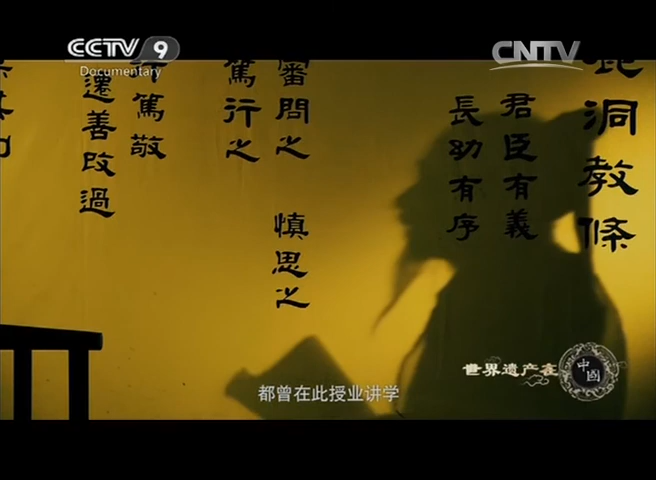 CCTV 9
Documentary
CNTV
洞教條
君臣有義
長幼有序
審問之 慎思之
篤行之
篤敬
遷善改過
世界遗产在
中國
都曾在此授业讲学